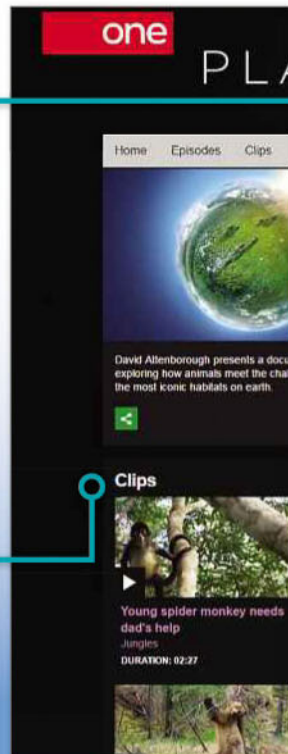 one
PLA
Home Episodes Clips
David Attenborough presents a docu
exploring how animals meet the chal
the most iconic habitats on earth.
Clips
Young spider monkey needs
dad's help
Jungles
DURATION: 02:27